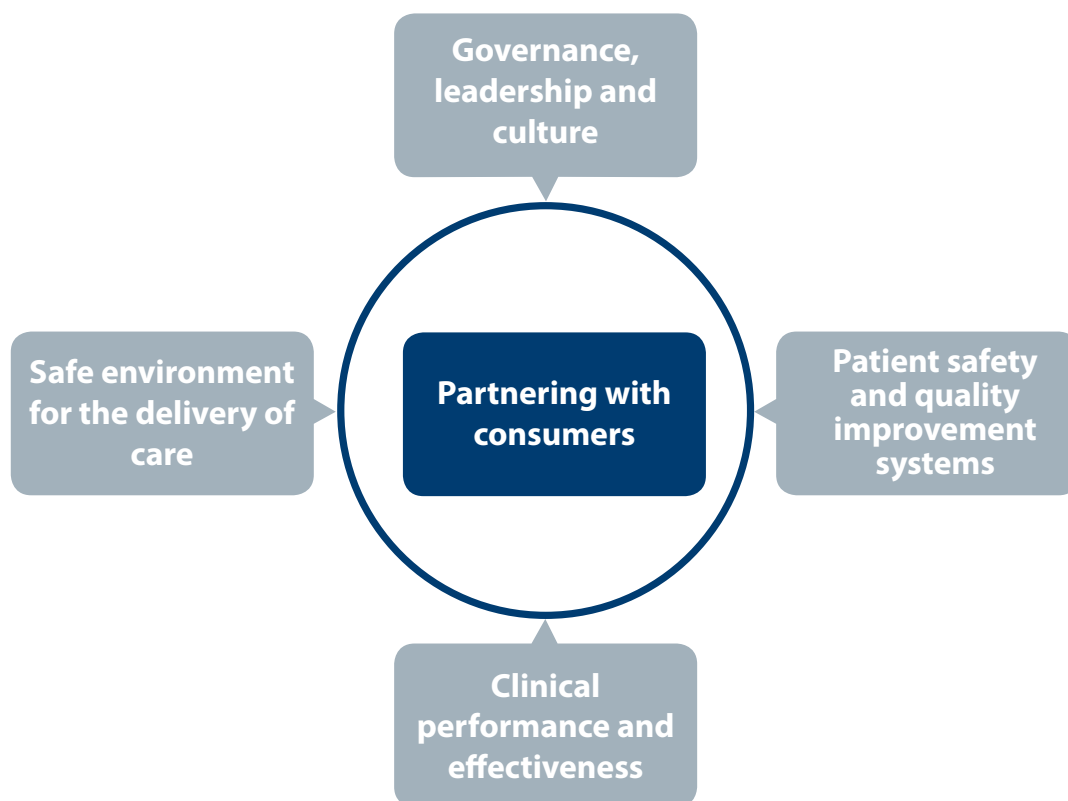 Governance,
leadership and
culture
Safe environment
for the delivery of
care
Partnering with
consumers
Patient safety
and quality
improvement
systems
Clinical
performance and
effectiveness